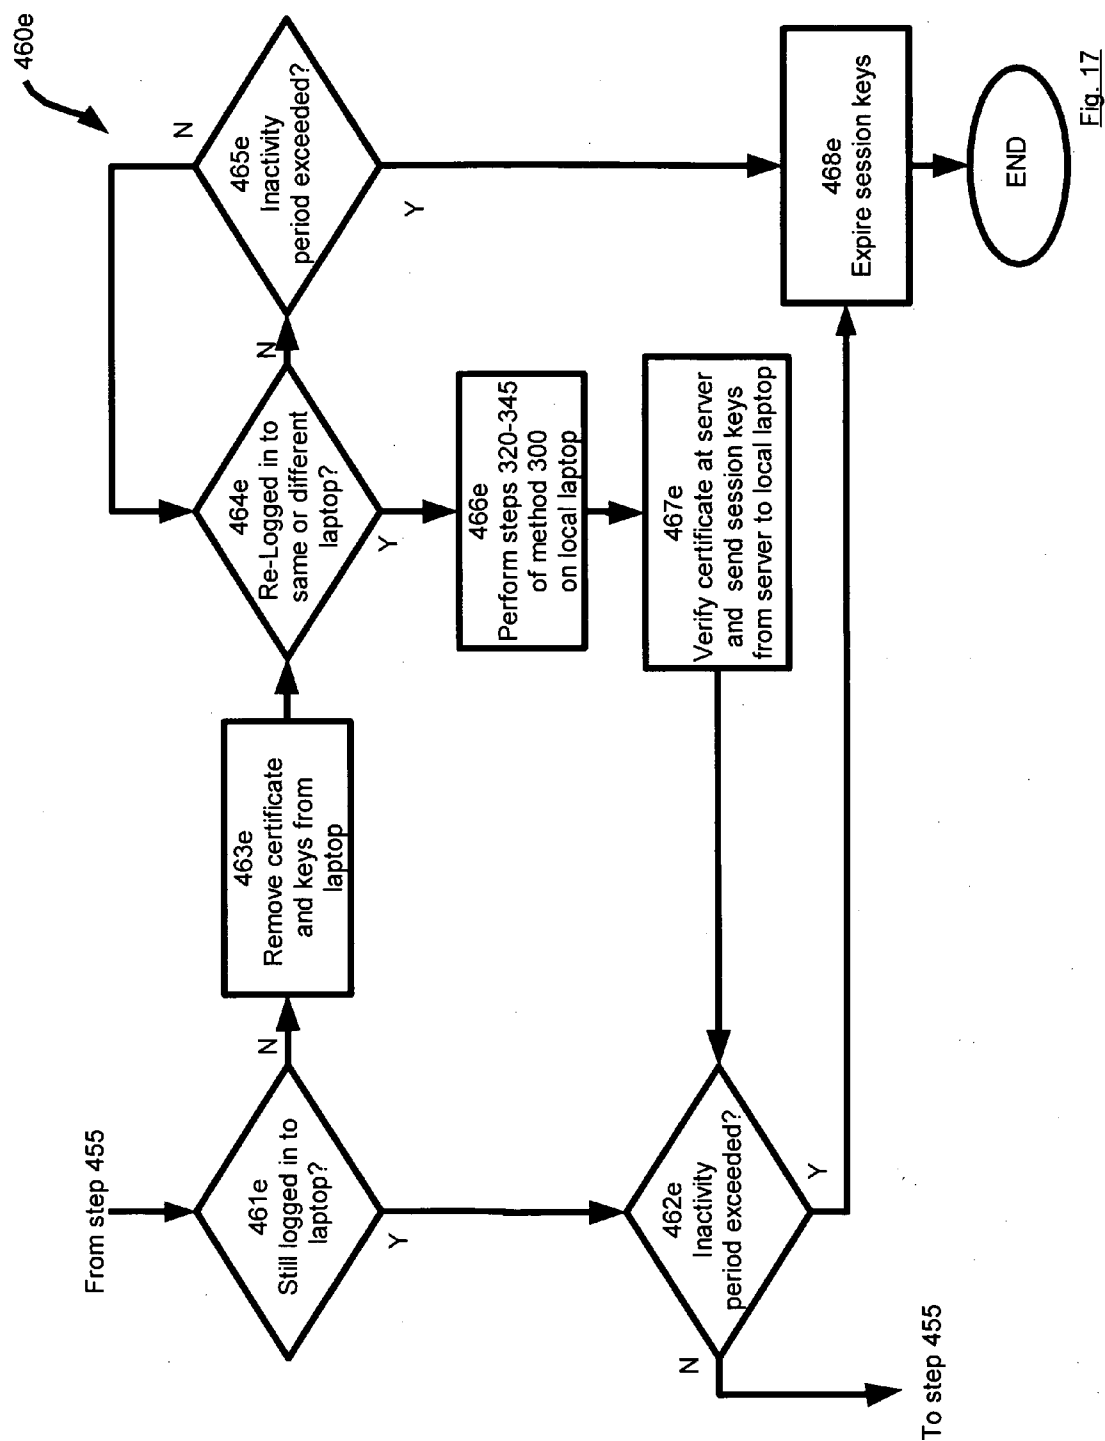 460e
From step 455
461e
Still logged in to
laptop?
N
Y
463e
Remove certificate
and keys from
laptop
464e
Re-Logged in to
same or different
laptop?
N
Y
465e
Inactivity
period exceeded?
N
Y
466e
Perform steps 320-345
of method 300
on local laptop
467e
Verify certificate at server
and send session keys
from server to local laptop
462e
Inactivity
period exceeded?
N
Y
To step 455
468e
Expire session keys
END
Fig. 17